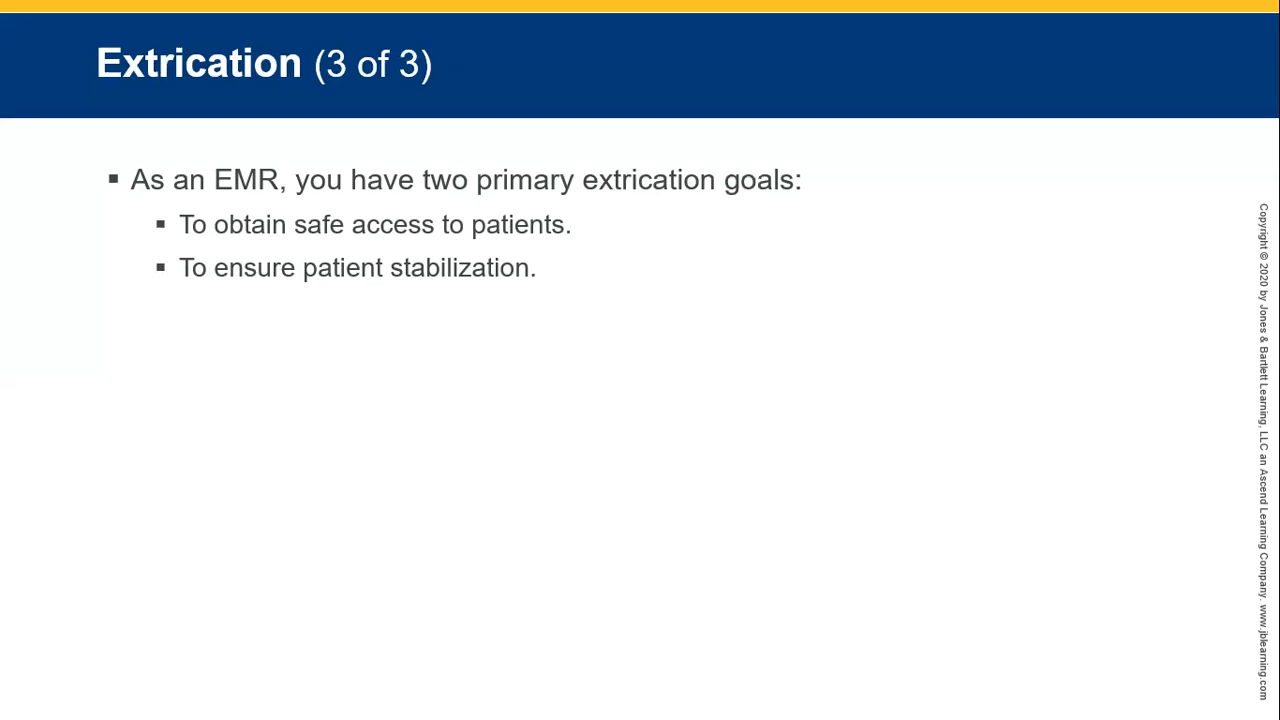 Extrication (3 of 3)
▪ As an EMR, you have two primary extrication goals:
▪ To obtain safe access to patients.
▪ To ensure patient stabilization.
Copyright © 2020 by Jones & Bartlett Learning, LLC an Ascend Learning Company. www.jblearning.com